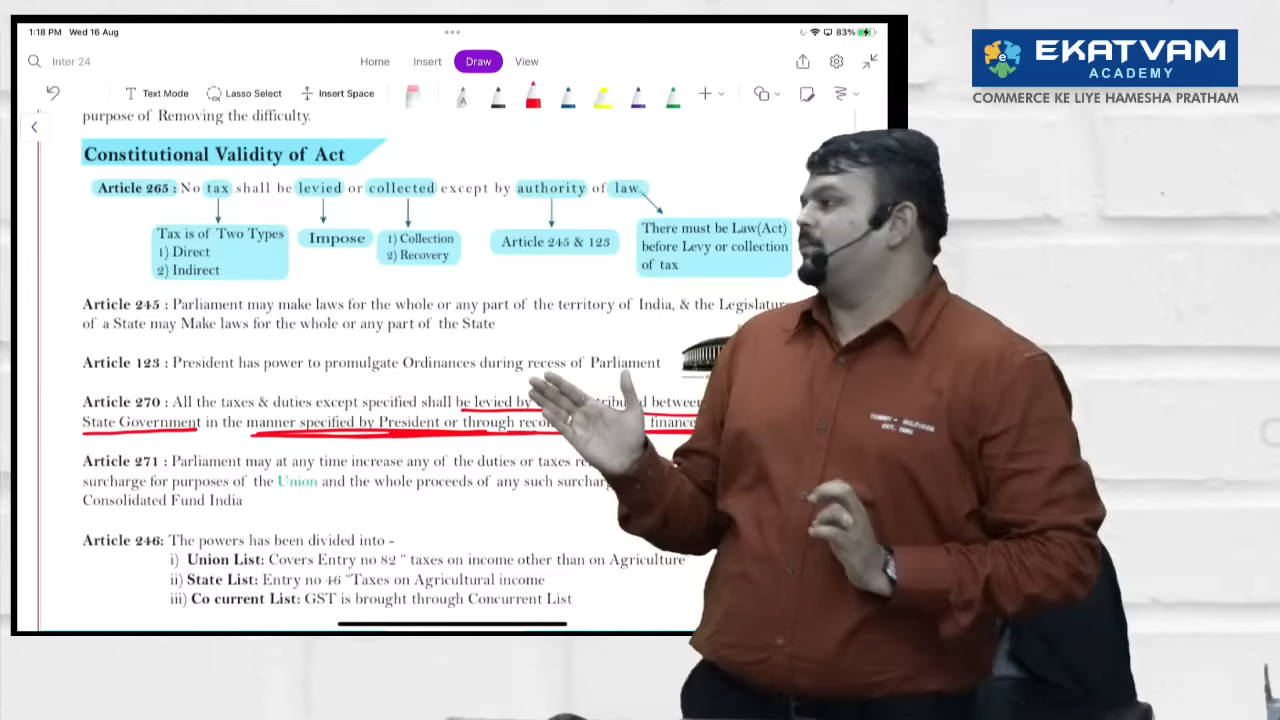 1:18 PM Wed 16 Aug
83%
Inter 24
Home Insert Draw View
Text Mode Lasso Select Insert Space
EKATVAM
ACADEMY
COMMERCE KE LIYE HAMESHA PRATHAM
purpose of Removing the difficulty.
Constitutional Validity of Act
Article 265 : No tax shall be levied or collected except by authority of law.
Tax is of Two Types
1) Direct
2) Indirect
Impose
1) Collection
2) Recovery
Article 245 & 123
There must be Law(Act)
before Levy or collection
of tax
Article 245 : Parliament may make laws for the whole or any part of the territory of India, & the Legislature
of a State may Make laws for the whole or any part of the State
Article 123 : President has power to promulgate Ordinances during recess of Parliament
Article 270 : All the taxes & duties except specified shall be levied by between
State Government in the manner specified by President or through finance
Article 271 : Parliament may at any time increase any of the duties or taxes
surcharge for purposes of the Union and the whole proceeds of any such
Consolidated Fund India
Article 246: The powers has been divided into -
i) Union List: Covers Entry no 82 " taxes on income other than on Agriculture"
ii) State List: Entry no 46 "Taxes on Agricultural income
iii) Co current List: GST is brought through Concurrent List